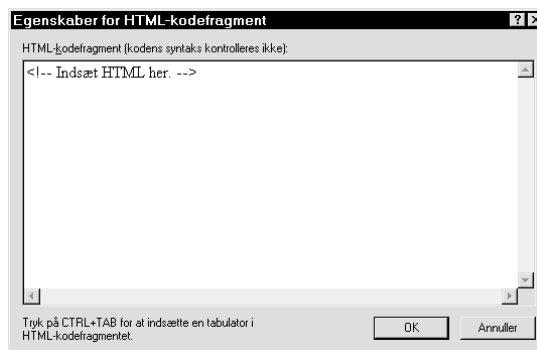 Egenskaber for HTML-kodefragment
HTML-kodefragment (kodens syntaks kontrolleres ikke):
<!-- Indsæt HTML her. -->
Tryk på CTRL+TAB for at indsætte en tabulator i
HTML-kodefragmentet.
OK
Annuller